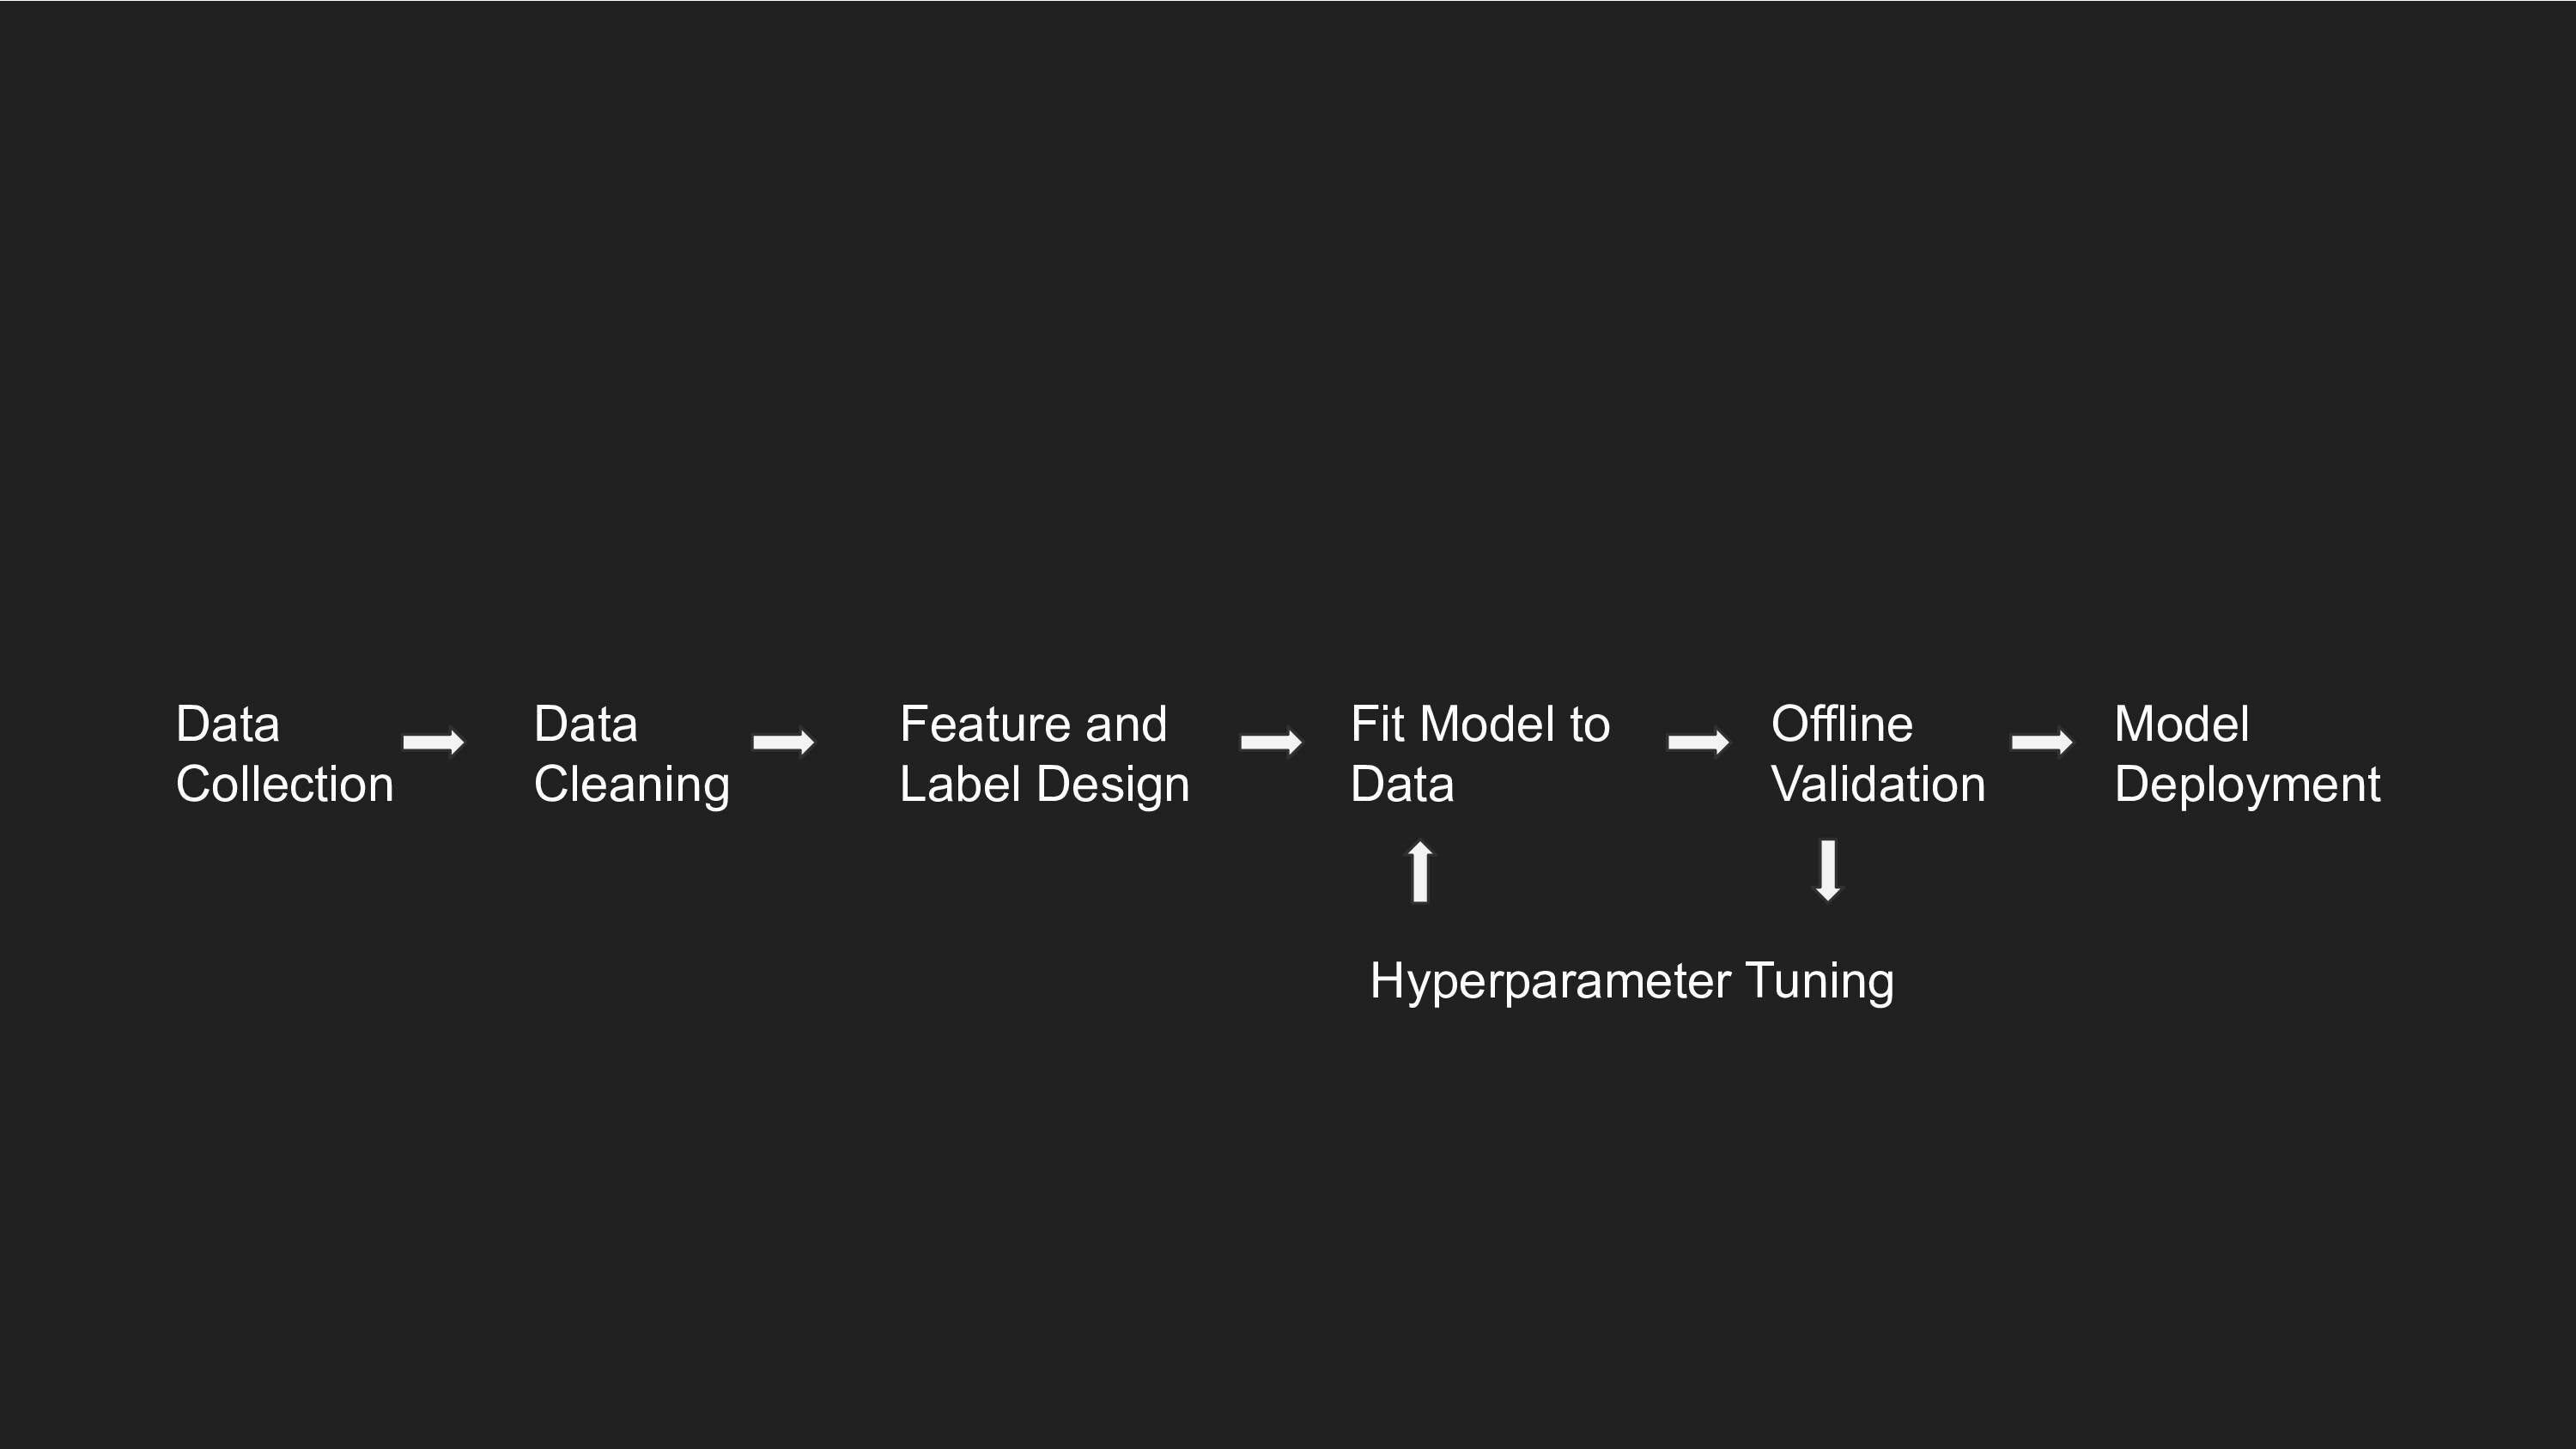 Data
Collection
Data
Cleaning
Feature and
Label Design
Fit Model to
Data
Offline
Validation
Model
Deployment
Hyperparameter Tuning